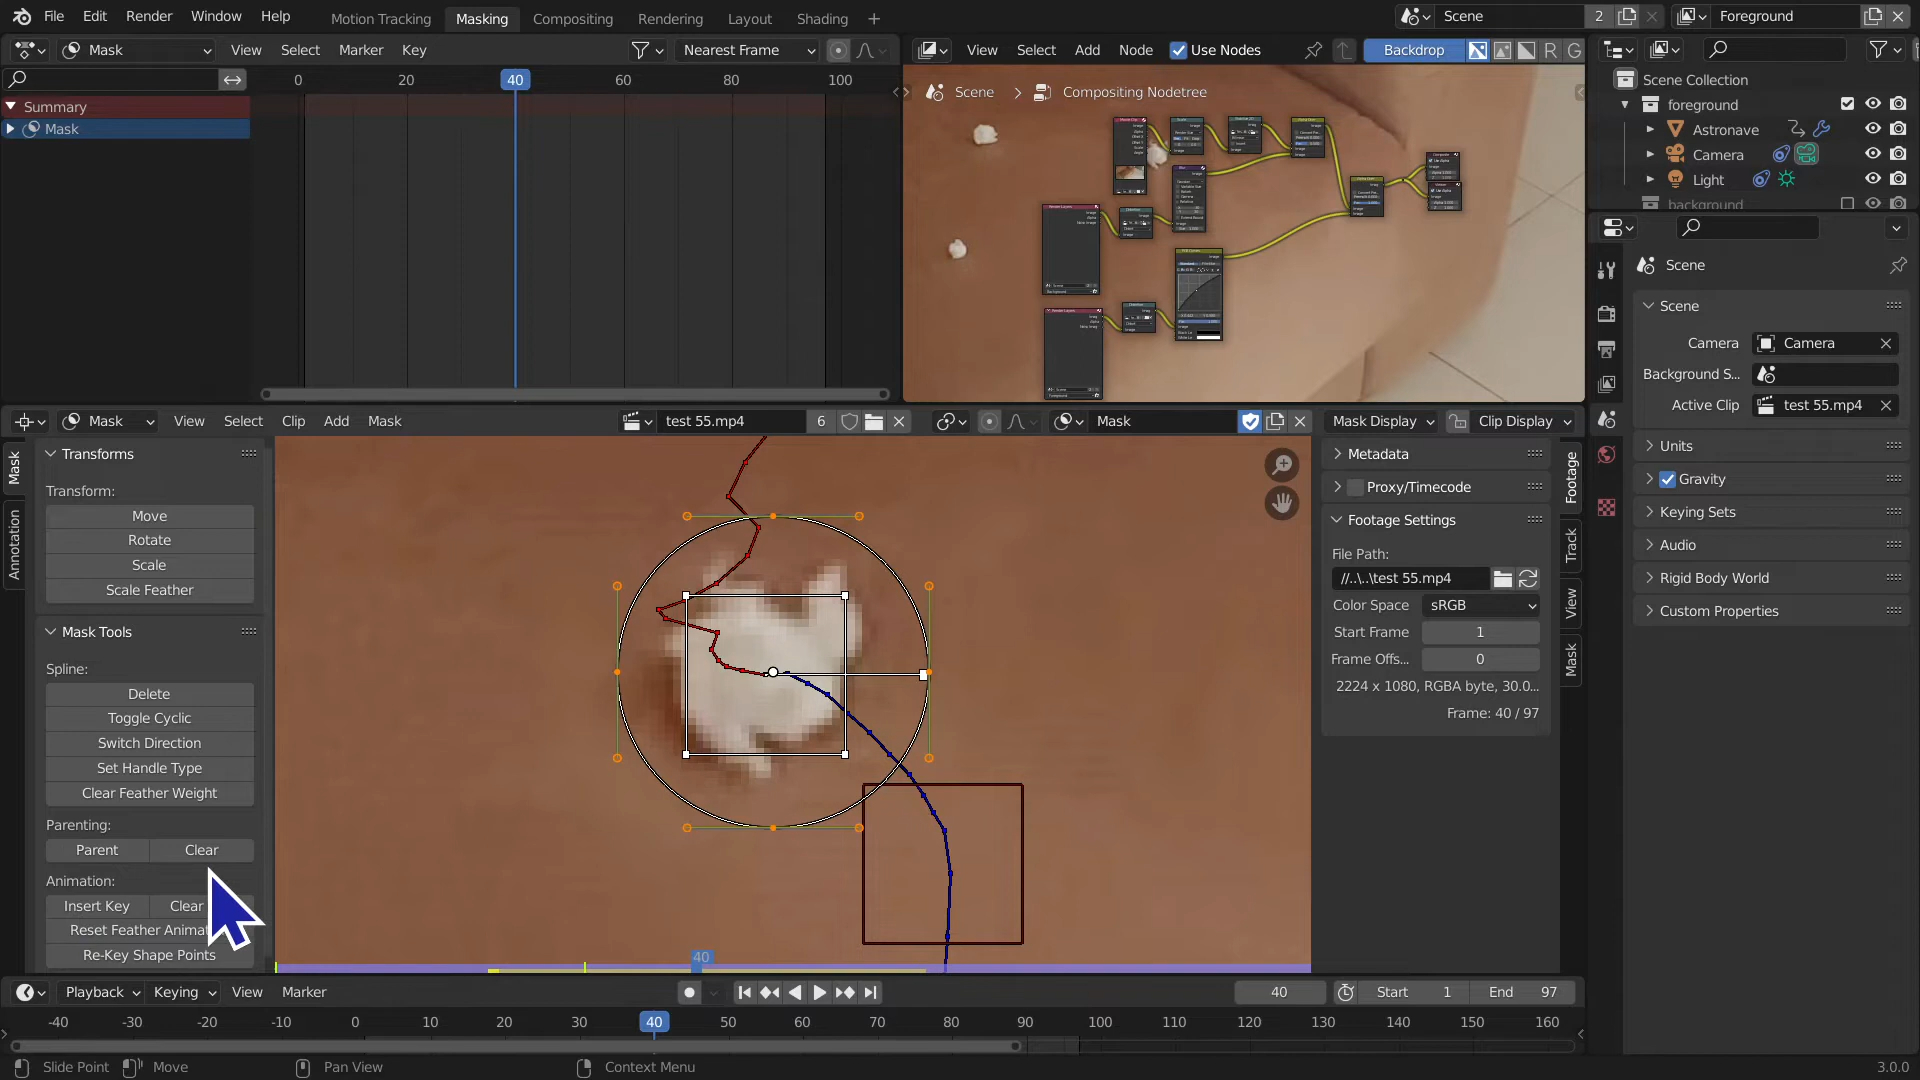 File Edit Render Window Help Motion Tracking Masking Compositing Rendering Layout Shading + Scene 2 Foreground
Mask View Select Marker Key Nearest Frame View Select Add Node Use Nodes Backdrop R G
0 20 40 60 80 100
Summary
Mask
Scene > Compositing Nodetree
Scene Collection
foreground
Astronave
Camera
Light
background
Scene
Scene
Camera Camera
Background S...
Active Clip test 55.mp4
Units
Gravity
Keying Sets
Audio
Rigid Body World
Custom Properties
Mask View Select Clip Add Mask test 55.mp4 6 Mask Mask Display Clip Display
Mask
Annotation
Transforms
Transform:
Move
Rotate
Scale
Scale Feather
Mask Tools
Spline:
Delete
Toggle Cyclic
Switch Direction
Set Handle Type
Clear Feather Weight
Parenting:
Parent Clear
Animation:
Insert Key Clear
Reset Feather Animat
Re-Key Shape Points
40
Metadata
Proxy/Timecode
Footage Settings
File Path:
//..\..\test 55.mp4
Color Space sRGB
Start Frame 1
Frame Offs... 0
2224 x 1080, RGBA byte, 30.0...
Frame: 40 / 97
Footage
Track
View
Mask
Playback Keying View Marker 40 Start 1 End 97
-40 -30 -20 -10 0 10 20 30 40 50 60 70 80 90 100 110 120 130 140 150 160
Slide Point Move Pan View Context Menu 3.0.0